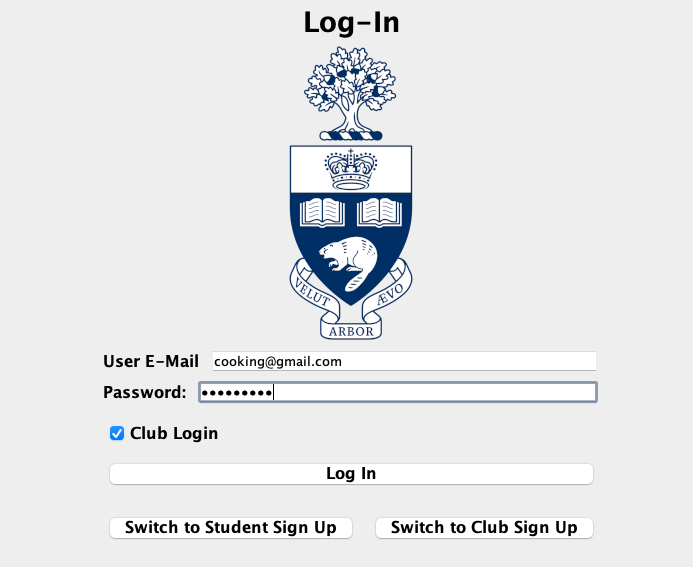 Log-In
VELUT
ÆVO
ARBOR
User E-Mail cooking@gmail.com
Password: •••••••••
Club Login
Log In
Switch to Student Sign Up Switch to Club Sign Up